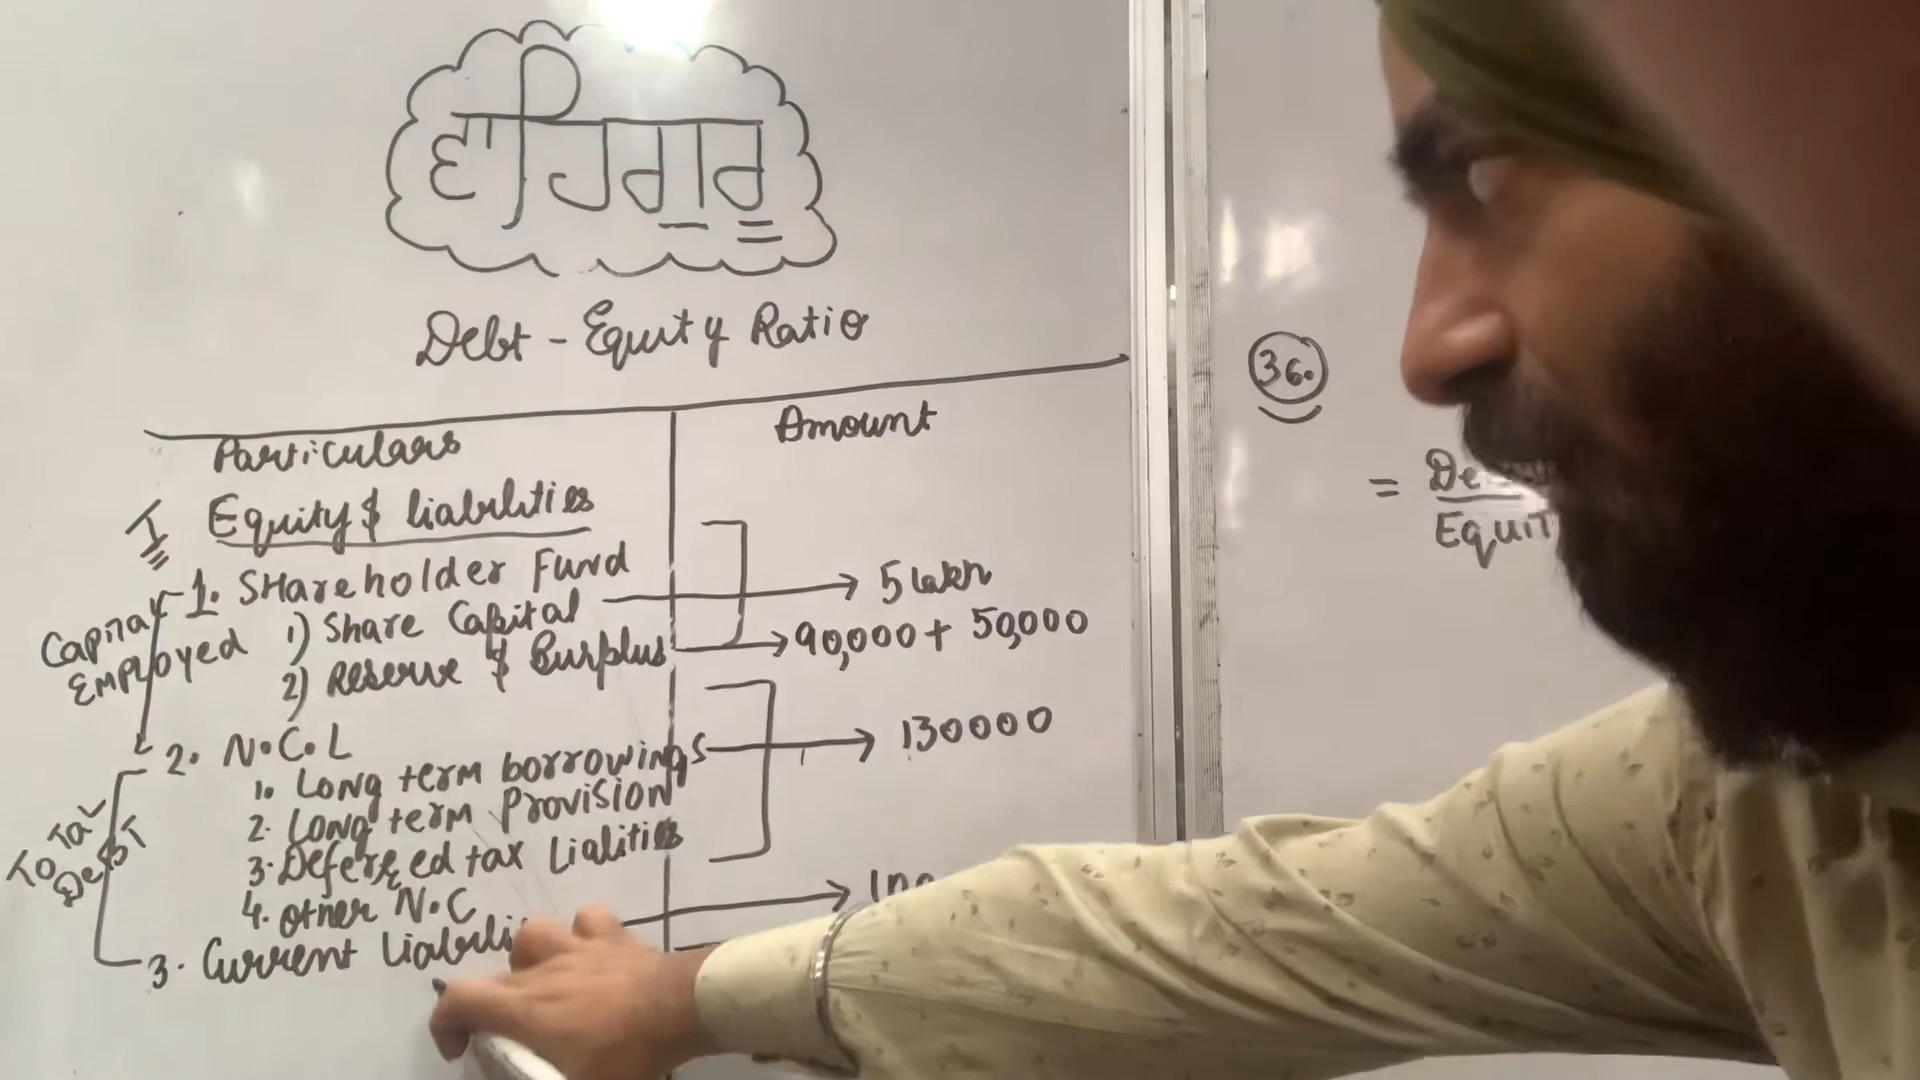 ਵਾਹਿਗੁਰੂ
Debt - Equity Ratio
Particulars
Amount
I Equity & liabilities
1. SHareholder Fund
1) Share Capital → 5 lakh
2) Reserve & Surplus → 90,000 + 50,000
Capital
EMPloyed
2. N.C.L
1. Long term borrowings → 130000
2. Long term Provision
3. Deferred tax Lialities
4. Other N.C
3. Current Liabili
ToTaL
DeBT
36.
=
Equit